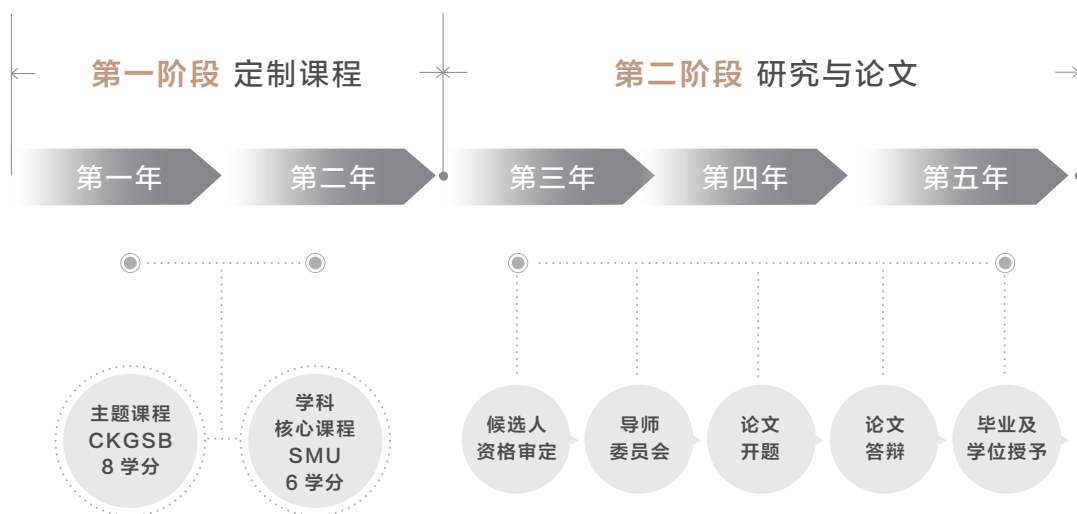 第一阶段 定制课程
第二阶段 研究与论文
第一年
第二年
第三年
第四年
第五年
主题课程
CKGSB
8 学分
学科
核心课程
SMU
6 学分
候选人
资格审定
导师
委员会
论文
开题
论文
答辩
毕业及
学位授予